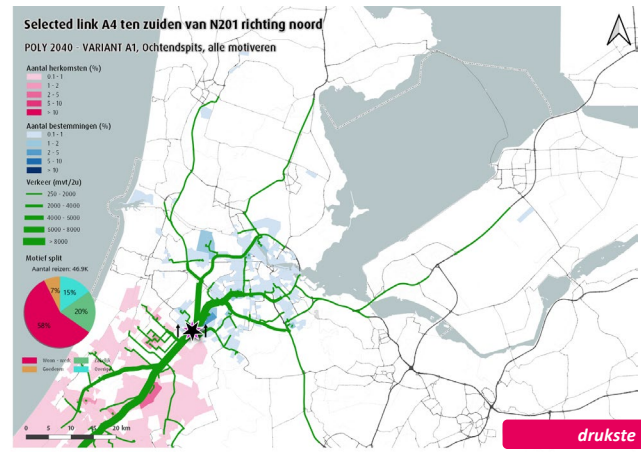 Selected link A4 ten zuiden van N201 richting noord
POLY 2040 - VARIANT A1, Ochtendspits, alle motiveren
Aantal herkomsten (%)
0.1 - 1
1 - 2
2 - 5
5 - 10
> 10
Aantal bestemmingen (%)
0.1 - 1
1 - 2
2 - 5
5 - 10
> 10
Verkeer (mvt/2u)
250 - 2000
2000 - 4000
4000 - 6000
6000 - 8000
> 8000
Motief split
Aantal reizen: 40.9K
7%
15%
20%
58%
0 5 10 20 km
drukste